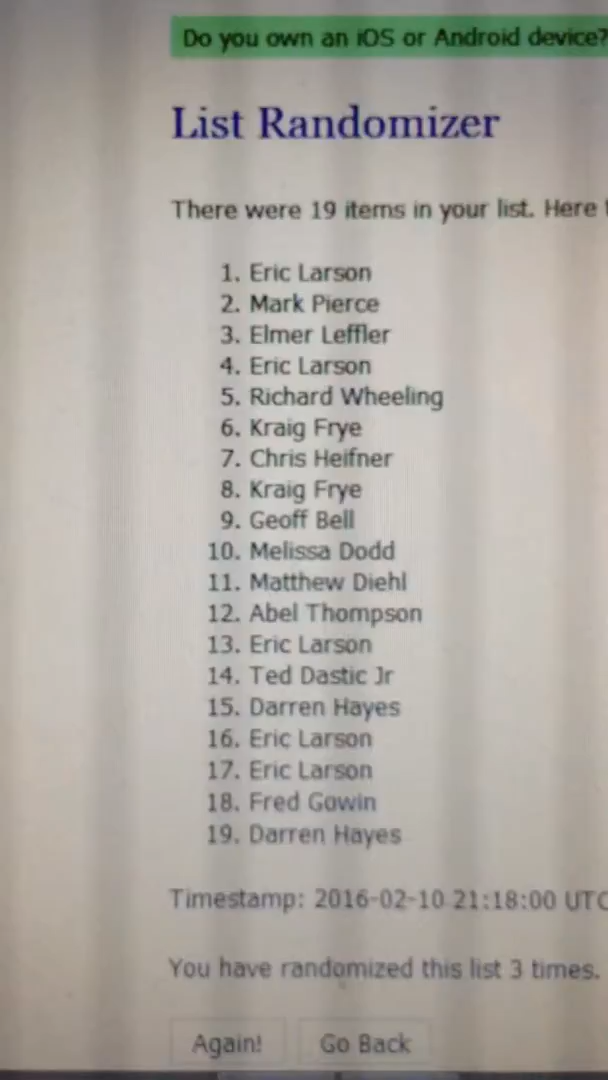 Do you own an iOS or Android device?
List Randomizer
There were 19 items in your list. Here
1. Eric Larson
2. Mark Pierce
3. Elmer Leffler
4. Eric Larson
5. Richard Wheeling
6. Kraig Frye
7. Chris Heifner
8. Kraig Frye
9. Geoff Bell
10. Melissa Dodd
11. Matthew Diehl
12. Abel Thompson
13. Eric Larson
14. Ted Dastic Jr
15. Darren Hayes
16. Eric Larson
17. Eric Larson
18. Fred Gowin
19. Darren Hayes
Timestamp: 2016-02-10 21:18:00 UTC
You have randomized this list 3 times.
Again! Go Back